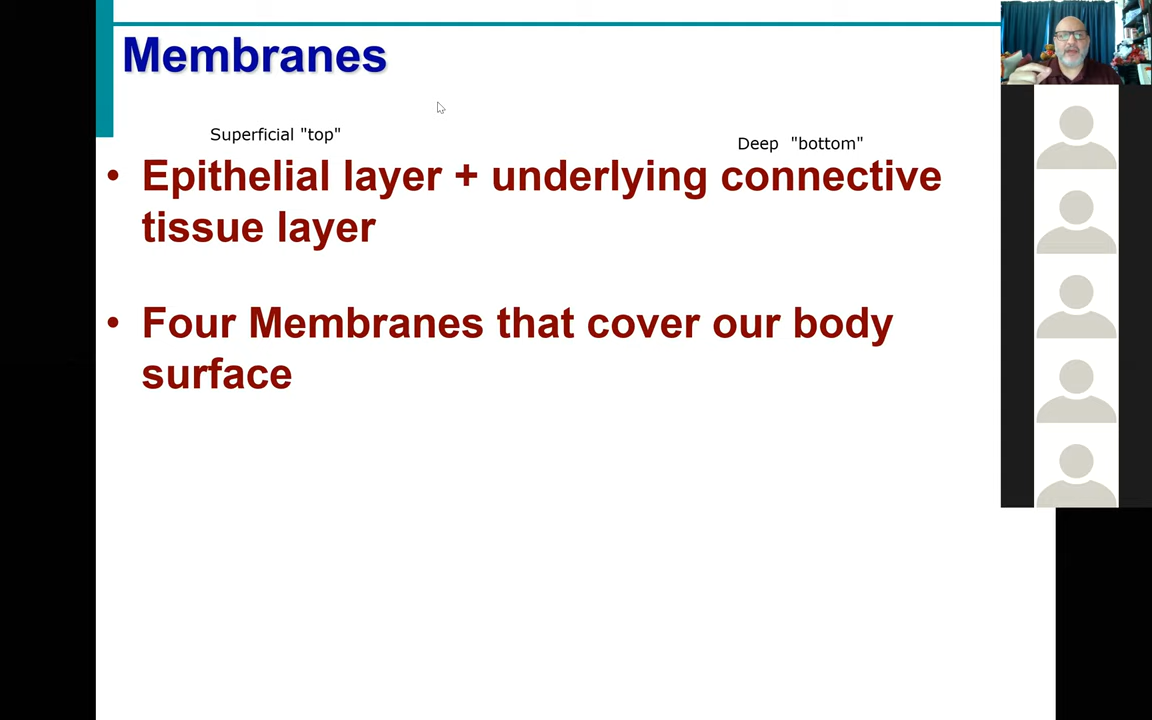 Membranes
Superficial "top"
Deep "bottom"
• Epithelial layer + underlying connective
tissue layer
• Four Membranes that cover our body
surface